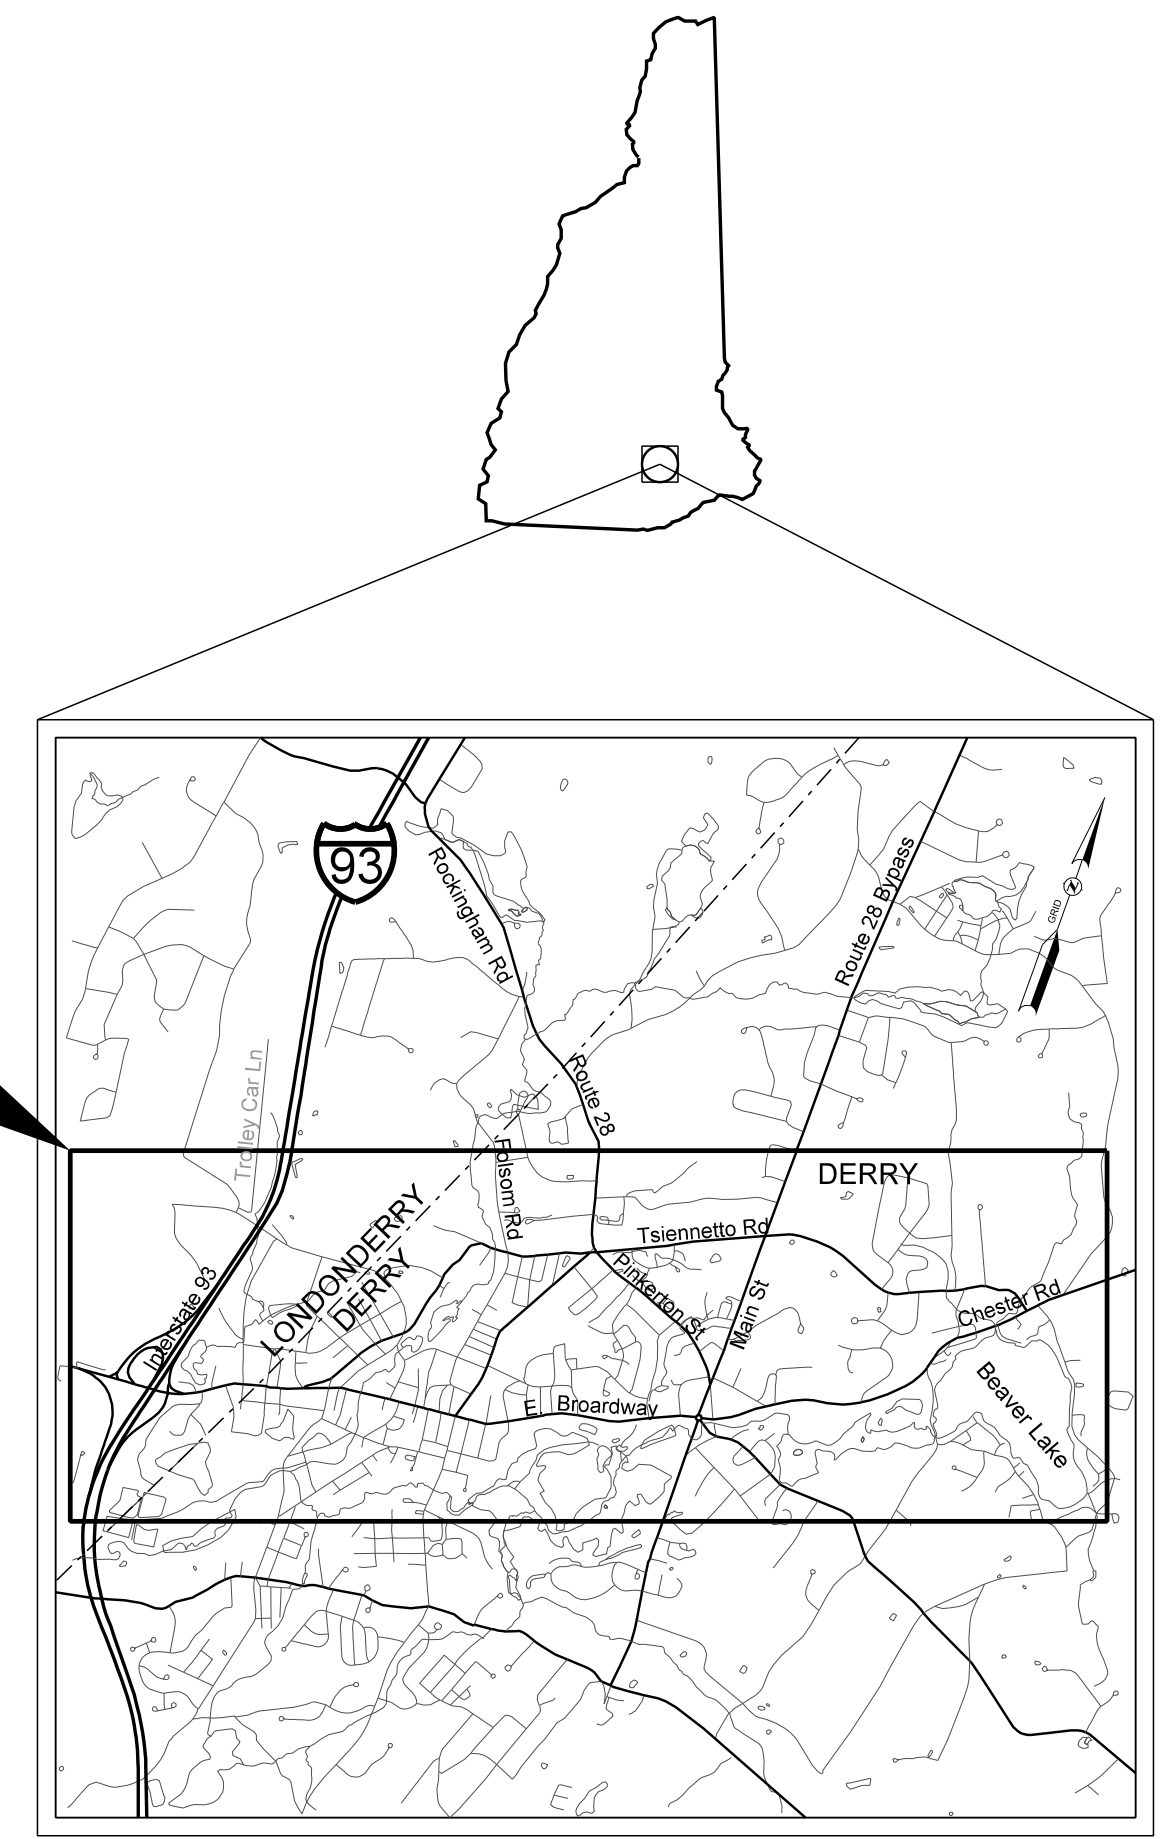 93
Rockingham Rd
Route 28 Bypass
GRID
N
Trolley Car Ln
Route 28
Folsom Rd
DERRY
LONDONDERRY
DERRY
Tsiennetto Rd
Pinkerton St
Main St
Chester Rd
Interstate 93
E. Broardway
Beaver Lake
E